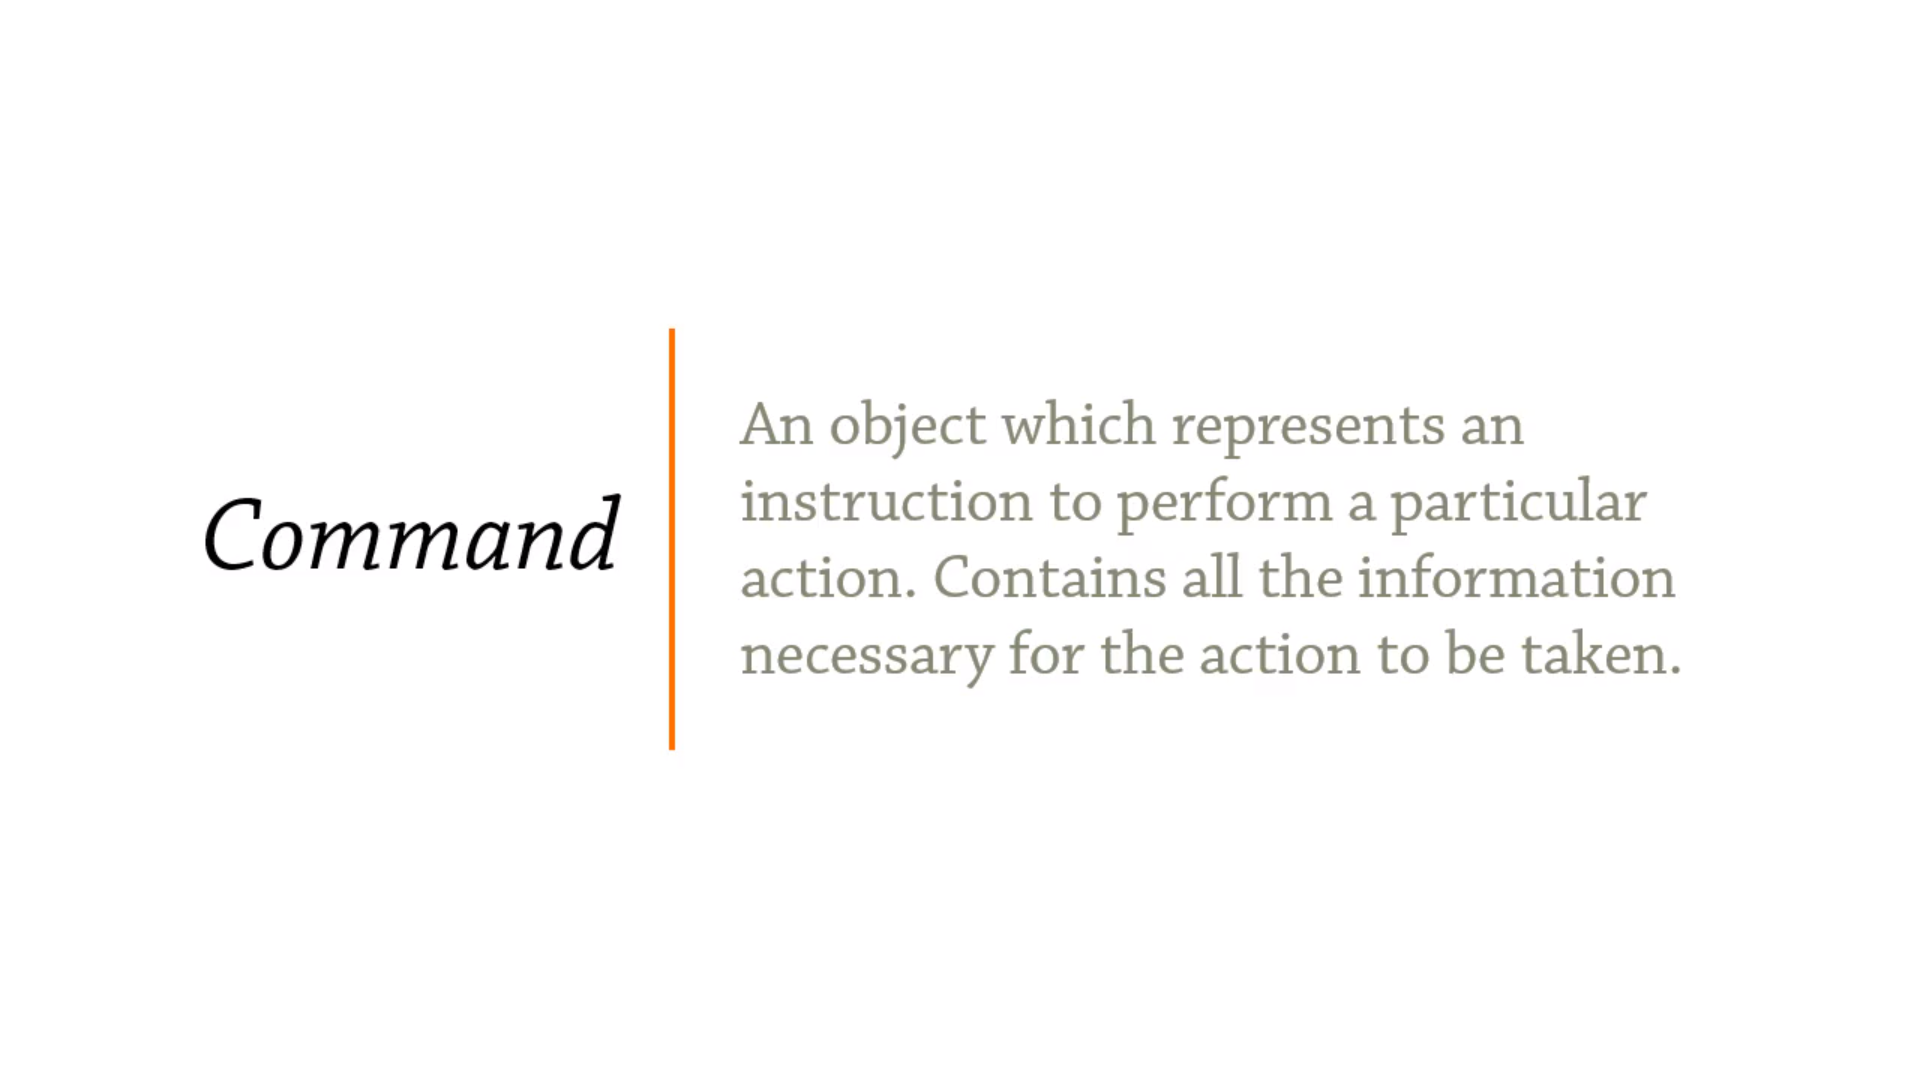 Command
An object which represents an
instruction to perform a particular
action. Contains all the information
necessary for the action to be taken.